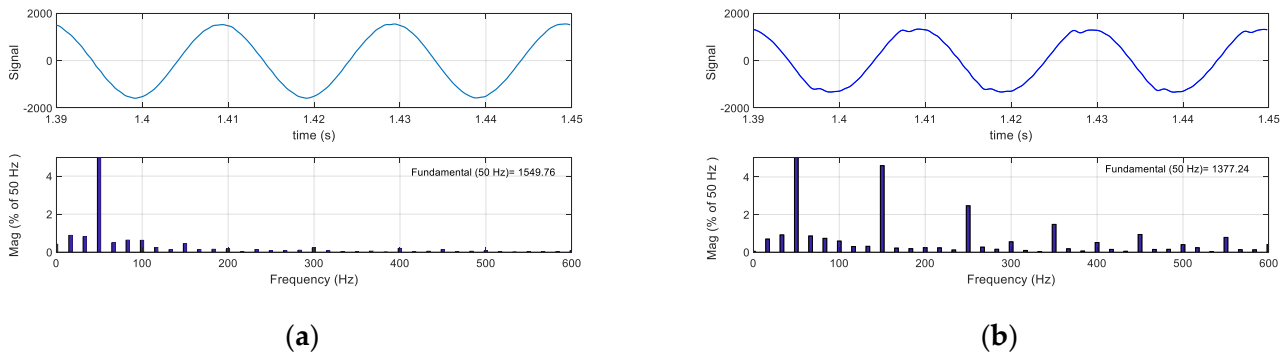 2000
Signal
0
-2000
1.39 1.4 1.41 1.42 1.43 1.44 1.45
time (s)
Mag (% of 50 Hz )
4
2
0
Fundamental (50 Hz)= 1549.76
0 100 200 300 400 500 600
Frequency (Hz)
(a)
2000
Signal
0
-2000
1.39 1.4 1.41 1.42 1.43 1.44 1.45
time (s)
Mag (% of 50 Hz )
4
2
0
Fundamental (50 Hz)= 1377.24
0 100 200 300 400 500 600
Frequency (Hz)
(b)